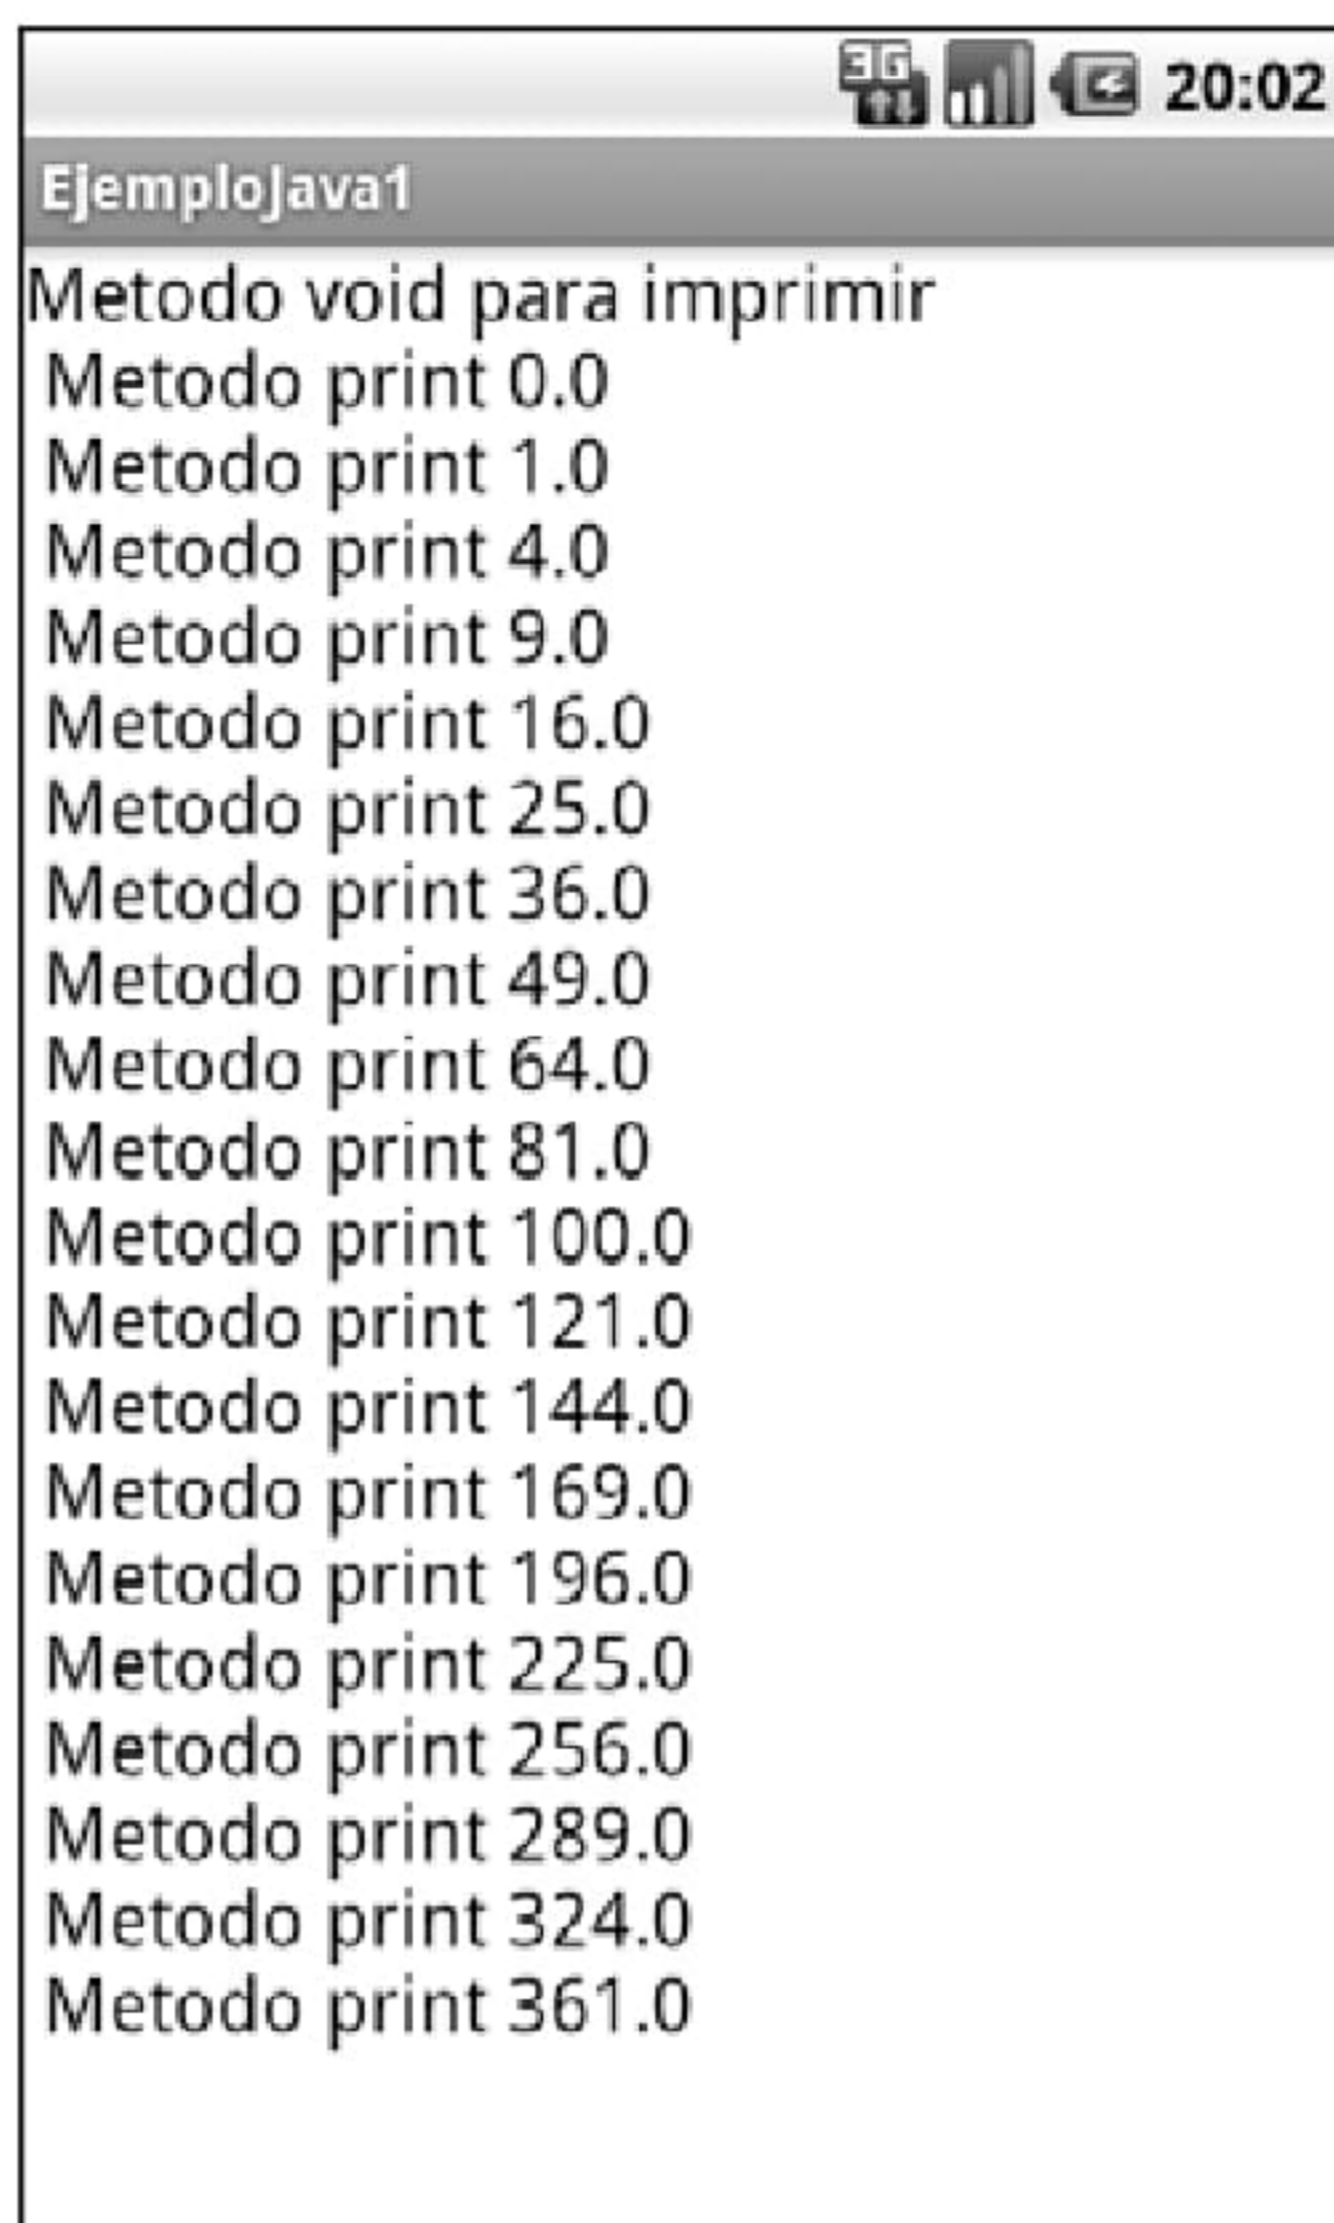 3G 20:02
EjemploJava1
Metodo void para imprimir
Metodo print 0.0
Metodo print 1.0
Metodo print 4.0
Metodo print 9.0
Metodo print 16.0
Metodo print 25.0
Metodo print 36.0
Metodo print 49.0
Metodo print 64.0
Metodo print 81.0
Metodo print 100.0
Metodo print 121.0
Metodo print 144.0
Metodo print 169.0
Metodo print 196.0
Metodo print 225.0
Metodo print 256.0
Metodo print 289.0
Metodo print 324.0
Metodo print 361.0